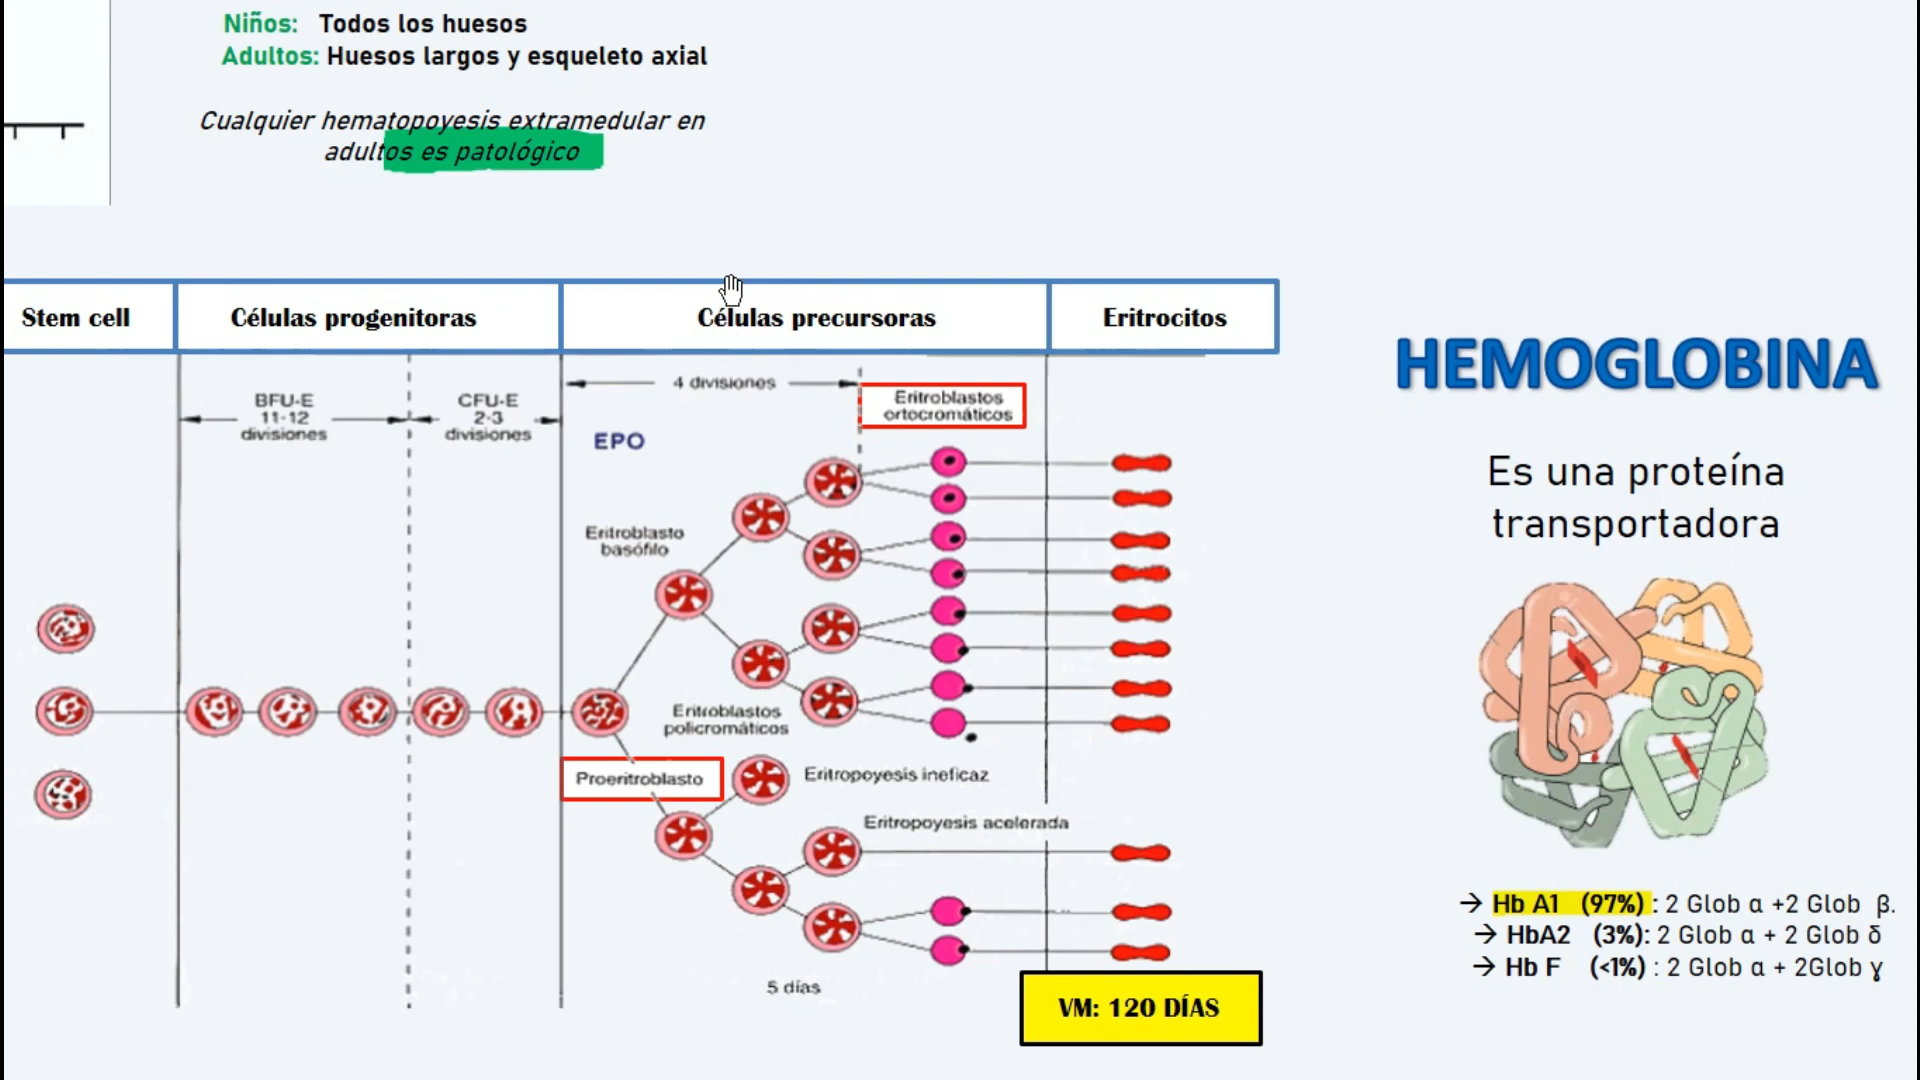 Niños: Todos los huesos
Adultos: Huesos largos y esqueleto axial
Cualquier hematopoyesis extramedular en
adultos es patológico
Stem cell
Células progenitoras
Células precursoras
Eritrocitos
BFU-E
11-12
divisiones
CFU-E
2-3
divisiones
4 divisiones
Eritroblastos
ortocromáticos
EPO
Eritroblasto
basófilo
Eritroblastos
policromáticos
Proeritroblasto
Eritropoyesis ineficaz
Eritropoyesis acelerada
5 días
VM: 120 DÍAS
HEMOGLOBINA
Es una proteína
transportadora
→ Hb A1 (97%) : 2 Glob α +2 Glob β.
→ HbA2 (3%): 2 Glob α + 2 Glob δ
→ Hb F (<1%) : 2 Glob α + 2Glob ɣ